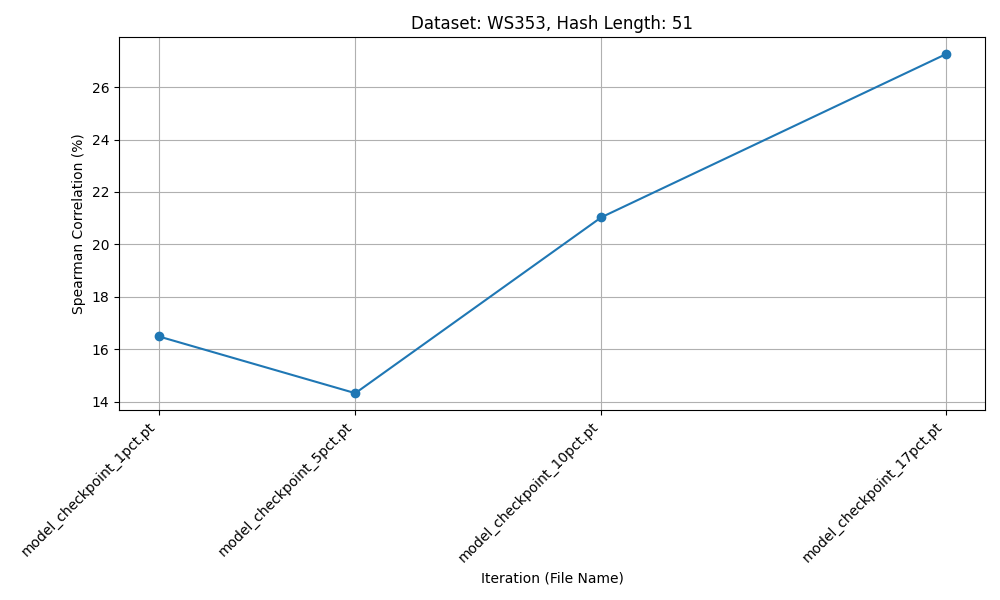 Dataset: WS353, Hash Length: 51
Spearman Correlation (%)
26
24
22
20
18
16
14
model_checkpoint_1pct.pt
model_checkpoint_5pct.pt
model_checkpoint_10pct.pt
model_checkpoint_17pct.pt
Iteration (File Name)